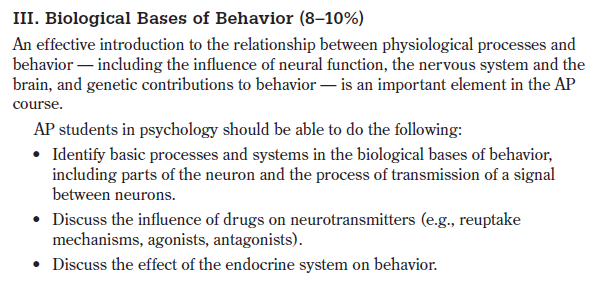 III. Biological Bases of Behavior (8–10%)
An effective introduction to the relationship between physiological processes and
behavior — including the influence of neural function, the nervous system and the
brain, and genetic contributions to behavior — is an important element in the AP
course.
AP students in psychology should be able to do the following:
• Identify basic processes and systems in the biological bases of behavior,
including parts of the neuron and the process of transmission of a signal
between neurons.
• Discuss the influence of drugs on neurotransmitters (e.g., reuptake
mechanisms, agonists, antagonists).
• Discuss the effect of the endocrine system on behavior.